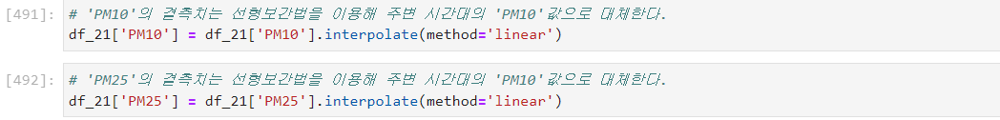 [491]: # 'PM10'의 결측치는 선형보간법을 이용해 주변 시간대의 'PM10'값으로 대체한다.
df_21['PM10'] = df_21['PM10'].interpolate(method='linear')
[492]: # 'PM25'의 결측치는 선형보간법을 이용해 주변 시간대의 'PM10'값으로 대체한다.
df_21['PM25'] = df_21['PM25'].interpolate(method='linear')